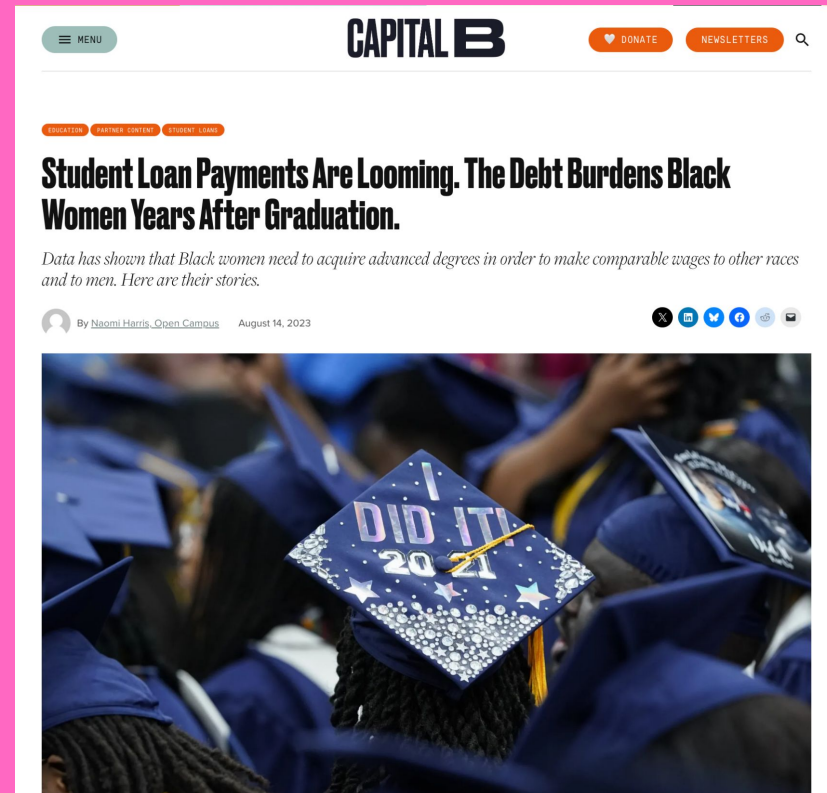 MENU
CAPITAL B
DONATE
NEWSLETTERS
EDUCATION
PARTNER CONTENT
STUDENT LOANS
Student Loan Payments Are Looming. The Debt Burdens Black
Women Years After Graduation.
Data has shown that Black women need to acquire advanced degrees in order to make comparable wages to other races
and to men. Here are their stories.
By Naomi Harris, Open Campus August 14, 2023
I
DID IT!
2021